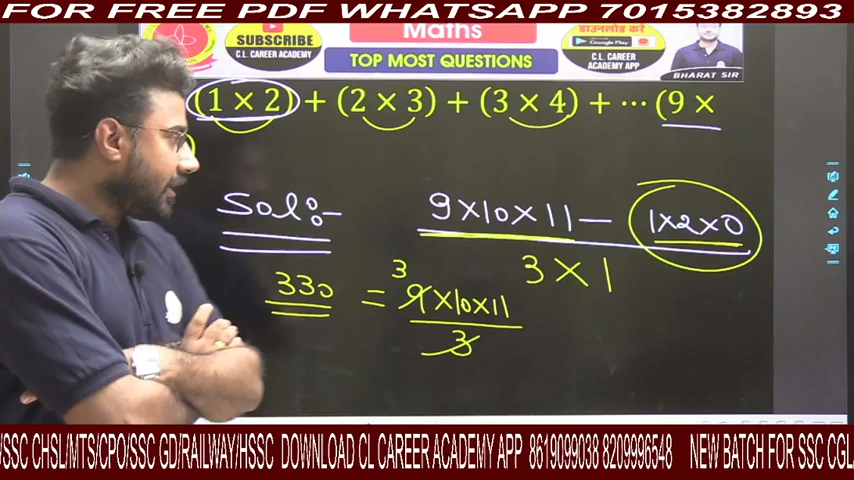 FOR FREE PDF WHATSAPP 7015382893
SUBSCRIBE
C.L. CAREER ACADEMY
Maths
TOP MOST QUESTIONS
डाउनलोड करें
Google Play
C.L. CAREER
ACADEMY APP
BHARAT SIR
(1 × 2) + (2 × 3) + (3 × 4) + ⋯ (9 ×
)
Sol:- 9×10×11 - 1×2×0
3 × 1
330 = 3 9×10×11
3
/SSC CHSL/MTS/CPO/SSC GD/RAILWAY/HSSC DOWNLOAD CL CAREER ACADEMY APP 8619099038 8209996548 NEW BATCH FOR SSC CGL